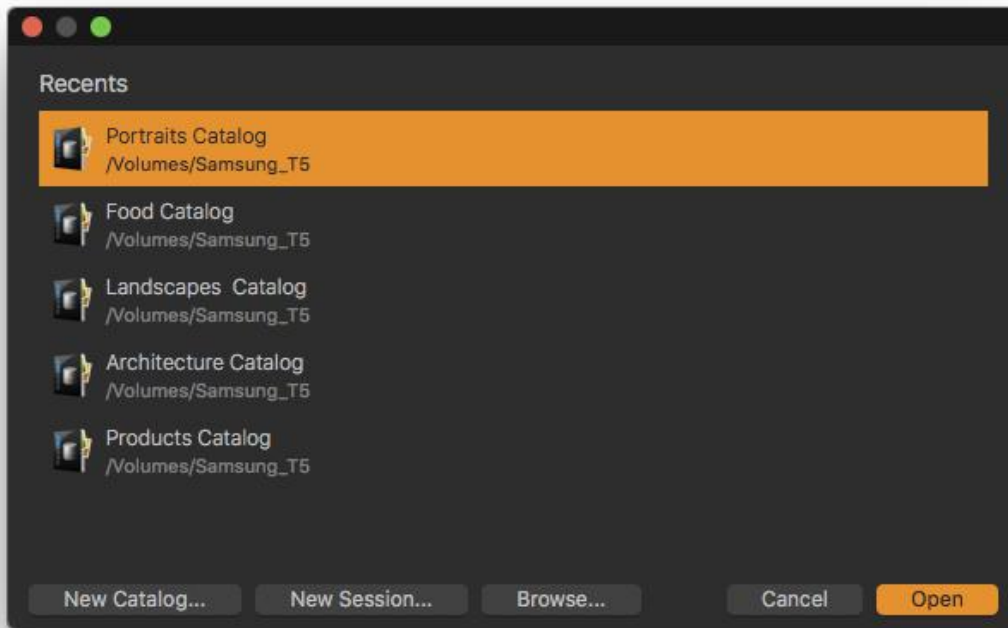 Recents
Portraits Catalog
/Volumes/Samsung_T5
Food Catalog
/Volumes/Samsung_T5
Landscapes  Catalog
/Volumes/Samsung_T5
Architecture Catalog
/Volumes/Samsung_T5
Products Catalog
/Volumes/Samsung_T5
New Catalog... New Session... Browse... Cancel Open